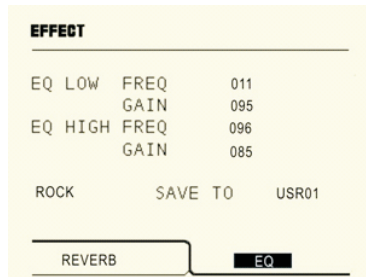 EFFECT
EQ LOW FREQ 011
GAIN 095
EQ HIGH FREQ 096
GAIN 085
ROCK SAVE TO USR01
REVERB EQ